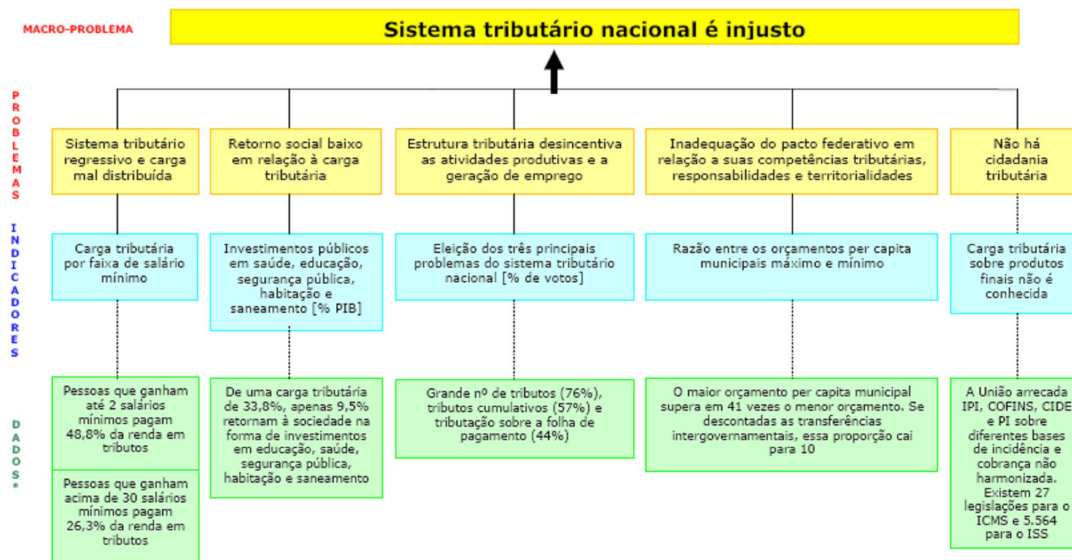 MACRO-PROBLEMA
Sistema tributário nacional é injusto
PROBLEMAS
Sistema tributário
regressivo e carga
mal distribuída
Retorno social baixo
em relação à carga
tributária
Estrutura tributária desincentiva
as atividades produtivas e a
geração de emprego
Inadequação do pacto federativo em
relação a suas competências tributárias,
responsabilidades e territorialidades
Não há
cidadania
tributária
INDICADORES
Carga tributária
por faixa de salário
mínimo
Investimentos públicos
em saúde, educação,
segurança pública,
habitação e
saneamento [% PIB]
Eleição dos três principais
problemas do sistema tributário
nacional [% de votos]
Razão entre os orçamentos per capita
municipais máximo e mínimo
Carga tributária
sobre produtos
finais não é
conhecida
DADOS*
Pessoas que ganham
até 2 salários
mínimos pagam
48,8% da renda em
tributos
Pessoas que ganham
acima de 30 salários
mínimos pagam
26,3% da renda em
tributos
De uma carga tributária
de 33,8%, apenas 9,5%
retornam à sociedade na
forma de investimentos
em educação, saúde,
segurança pública,
habitação e saneamento
Grande nº de tributos (76%),
tributos cumulativos (57%) e
tributação sobre a folha de
pagamento (44%)
O maior orçamento per capita municipal
supera em 41 vezes o menor orçamento. Se
descontadas as transferências
intergovernamentais, essa proporção cai
para 10
A União arrecada
IPI, COFINS, CIDE
e PI sobre
diferentes bases
de incidência e
cobrança não
harmonizada.
Existem 27
legislações para o
ICMS e 5.564
para o ISS